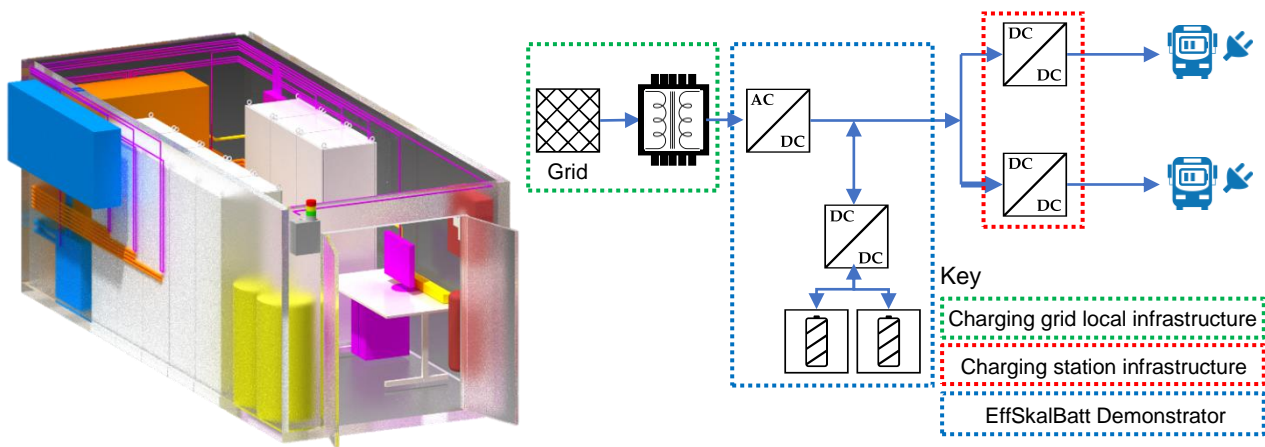 Grid
AC
DC
DC
DC
DC
DC
DC
DC
Key
Charging grid local infrastructure
Charging station infrastructure
EffSkalBatt Demonstrator